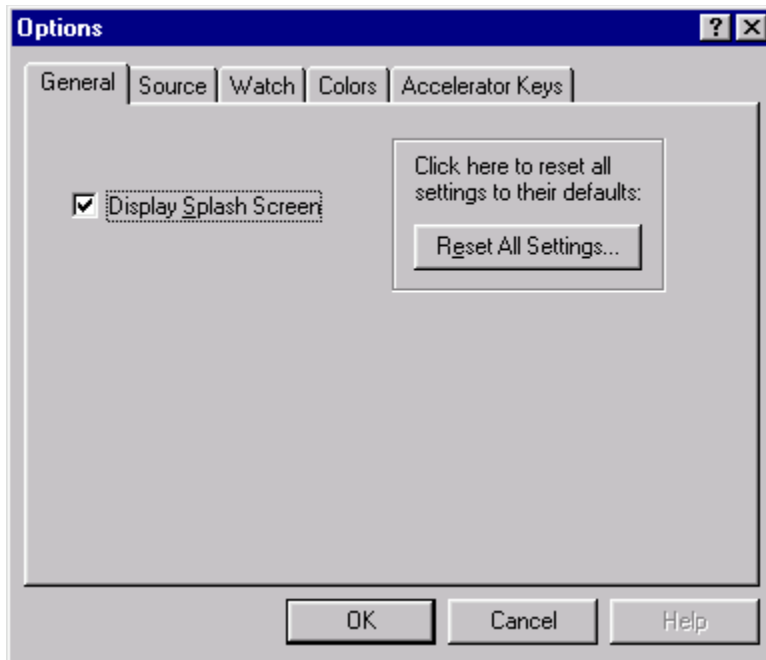 Options
General Source Watch Colors Accelerator Keys
Display Splash Screen
Click here to reset all
settings to their defaults:
Reset All Settings...
OK Cancel Help